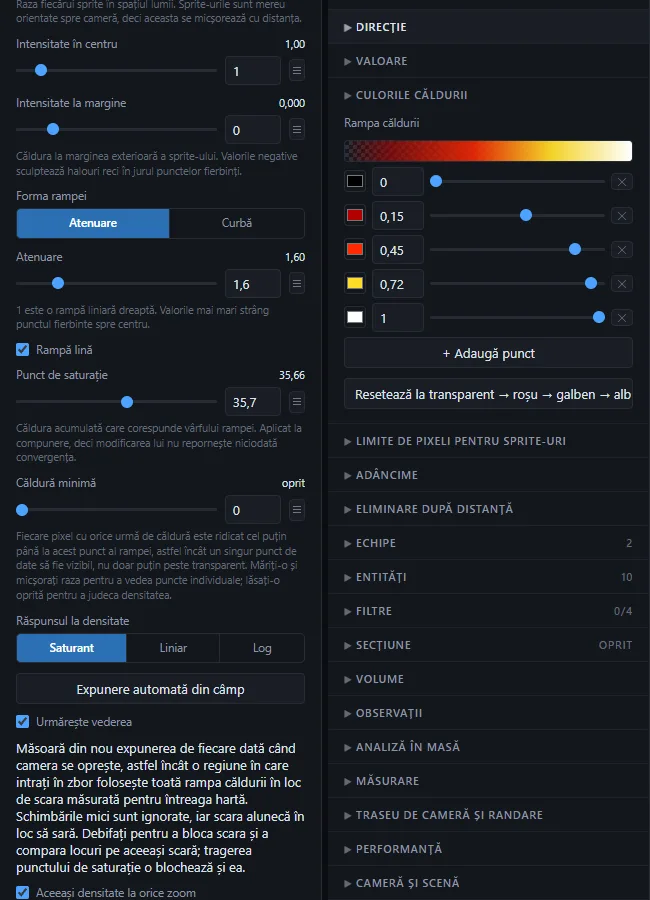 Raza fiecărui sprite în spațiul lumii. Sprite-urile sunt mereu
orientate spre cameră, deci aceasta se micșorează cu distanța.
Intensitate în centru 1,00
1
Intensitate la margine 0,000
0
Căldura la marginea exterioară a sprite-ului. Valorile negative
sculptează halouri reci în jurul punctelor fierbinți.
Forma rampei
Atenuare Curbă
Atenuare 1,60
1,6
1 este o rampă liniară dreaptă. Valorile mai mari strâng
punctul fierbinte spre centru.
Rampă lină
Punct de saturație 35,66
35,7
Căldura acumulată care corespunde vârfului rampei. Aplicat la
compunere, deci modificarea lui nu repornește niciodată
convergența.
Căldură minimă oprit
0
Fiecare pixel cu orice urmă de căldură este ridicat cel puțin
până la acest punct al rampei, astfel încât un singur punct de
date să fie vizibil, nu doar puțin peste transparent. Măriți-o și
micșorați raza pentru a vedea puncte individuale; lăsați-o
oprită pentru a judeca densitatea.
Răspunsul la densitate
Saturant Liniar Log
Expunere automată din câmp
Urmărește vederea
Măsoară din nou expunerea de fiecare dată când
camera se oprește, astfel încât o regiune în care
intrați în zbor folosește toată rampa căldurii în loc
de scara măsurată pentru întreaga hartă.
Schimbările mici sunt ignorate, iar scara alunecă în
loc să sară. Debifați pentru a bloca scara și a
compara locuri pe aceeași scară; tragerea
punctului de saturație o blochează și ea.
Aceeași densitate la orice zoom
DIRECȚIE
VALOARE
CULORILE CĂLDURII
Rampa căldurii
0
0,15
0,45
0,72
1
+ Adaugă punct
Resetează la transparent → roșu → galben → alb
LIMITE DE PIXELI PENTRU SPRITE-URI
ADÂNCIME
ELIMINARE DUPĂ DISTANȚĂ
ECHIPE 2
ENTITĂȚI 10
FILTRE 0/4
SECȚIUNE OPRIT
VOLUME
OBSERVAȚII
ANALIZĂ ÎN MASĂ
MĂSURARE
TRASEU DE CAMERĂ ȘI RANDARE
PERFORMANȚĂ
CAMERĂ ȘI SCENĂ